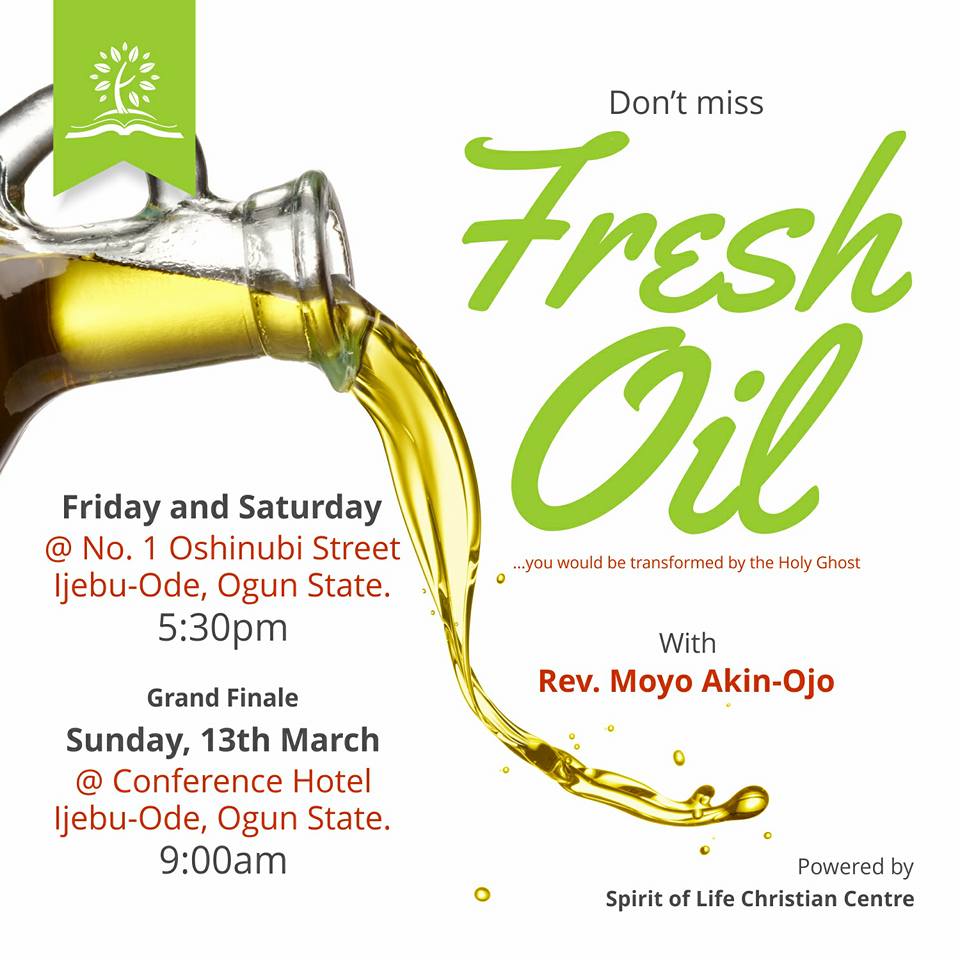 Don't miss
Fresh
Oil
...you would be transformed by the Holy Ghost
With
Rev. Moyo Akin-Ojo
Friday and Saturday
@ No. 1 Oshinubi Street
Ijebu-Ode, Ogun State.
5:30pm
Grand Finale
Sunday, 13th March
@ Conference Hotel
Ijebu-Ode, Ogun State.
9:00am
Powered by
Spirit of Life Christian Centre